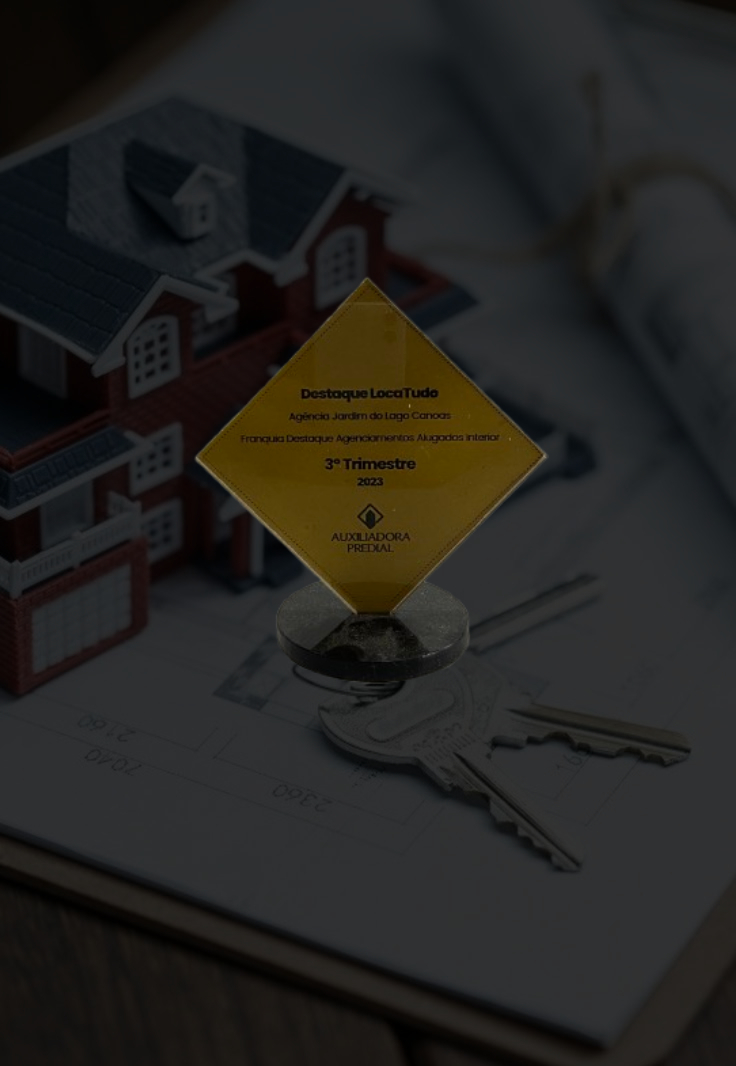 Destaque LocaTudo
Agência Jardim do Lago Canoas
Franquia Destaque Agenciamentos Alugados Interior
3º Trimestre
2023
AUXILIADORA
PREDIAL
2160
7040
2360